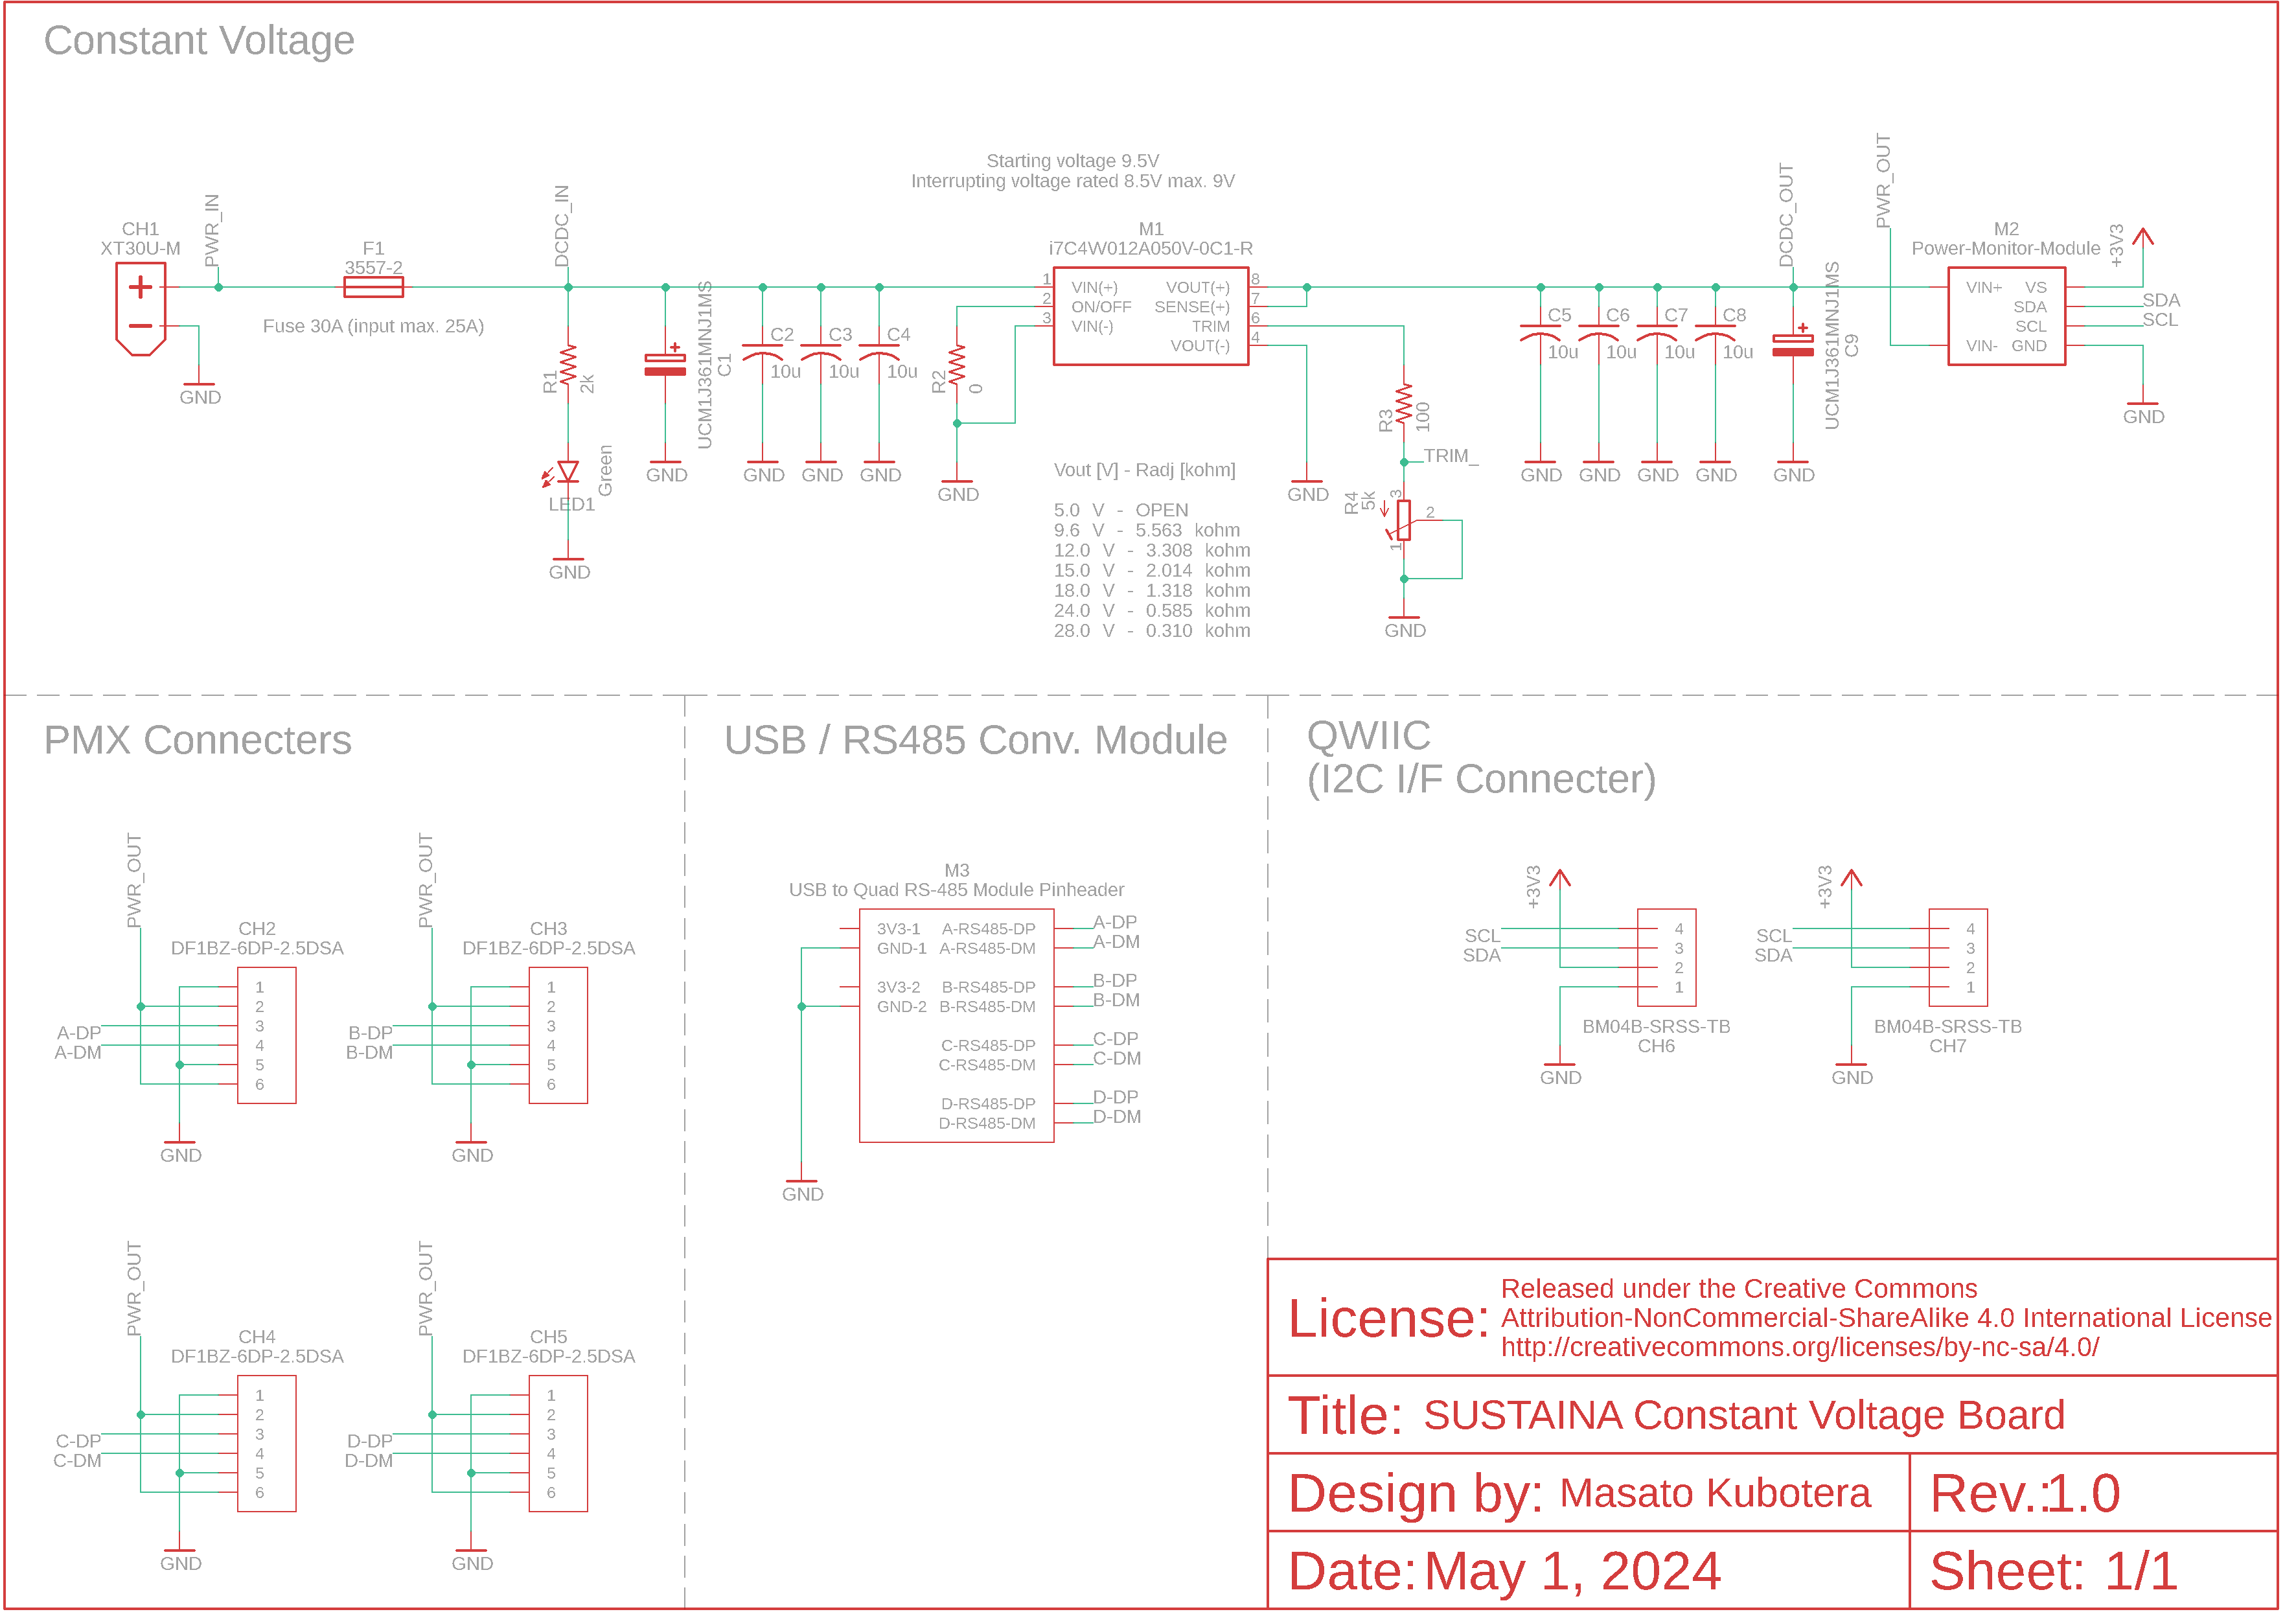 Constant Voltage
Starting voltage 9.5V
Interrupting voltage rated 8.5V max. 9V
CH1
XT30U-M
PWR_IN
GND
F1
3557-2
Fuse 30A (input max. 25A)
DCDC_IN
R1
2k
LED1
Green
GND
UCM1J361MNJ1MS
C1
GND
C2
10u
GND
C3
10u
GND
C4
10u
GND
R2
0
GND
M1
i7C4W012A050V-0C1-R
1 VIN(+) VOUT(+) 8
2 ON/OFF SENSE(+) 7
3 VIN(-) TRIM 6
VOUT(-) 4
GND
Vout [V] - Radj [kohm]
5.0 V - OPEN
9.6 V - 5.563 kohm
12.0 V - 3.308 kohm
15.0 V - 2.014 kohm
18.0 V - 1.318 kohm
24.0 V - 0.585 kohm
28.0 V - 0.310 kohm
R3
100
TRIM_
R4
5k
3
2
1
GND
C5
10u
GND
C6
10u
GND
C7
10u
GND
C8
10u
GND
DCDC_OUT
UCM1J361MNJ1MS
C9
GND
PWR_OUT
M2
Power-Monitor-Module
VIN+ VS
SDA
SCL
VIN- GND
+3V3
SDA
SCL
GND
PMX Connecters
PWR_OUT
CH2
DF1BZ-6DP-2.5DSA
1
2
3
4
5
6
A-DP
A-DM
GND
PWR_OUT
CH3
DF1BZ-6DP-2.5DSA
1
2
3
4
5
6
B-DP
B-DM
GND
PWR_OUT
CH4
DF1BZ-6DP-2.5DSA
1
2
3
4
5
6
C-DP
C-DM
GND
PWR_OUT
CH5
DF1BZ-6DP-2.5DSA
1
2
3
4
5
6
D-DP
D-DM
GND
USB / RS485 Conv. Module
M3
USB to Quad RS-485 Module Pinheader
3V3-1 A-RS485-DP A-DP
GND-1 A-RS485-DM A-DM
3V3-2 B-RS485-DP B-DP
GND-2 B-RS485-DM B-DM
C-RS485-DP C-DP
C-RS485-DM C-DM
D-RS485-DP D-DP
D-RS485-DM D-DM
GND
QWIIC
(I2C I/F Connecter)
+3V3
SCL
SDA
4
3
2
1
BM04B-SRSS-TB
CH6
GND
+3V3
SCL
SDA
4
3
2
1
BM04B-SRSS-TB
CH7
GND
License: Released under the Creative Commons
Attribution-NonCommercial-ShareAlike 4.0 International License
http://creativecommons.org/licenses/by-nc-sa/4.0/
Title: SUSTAINA Constant Voltage Board
Design by: Masato Kubotera
Rev.:1.0
Date: May 1, 2024
Sheet: 1/1